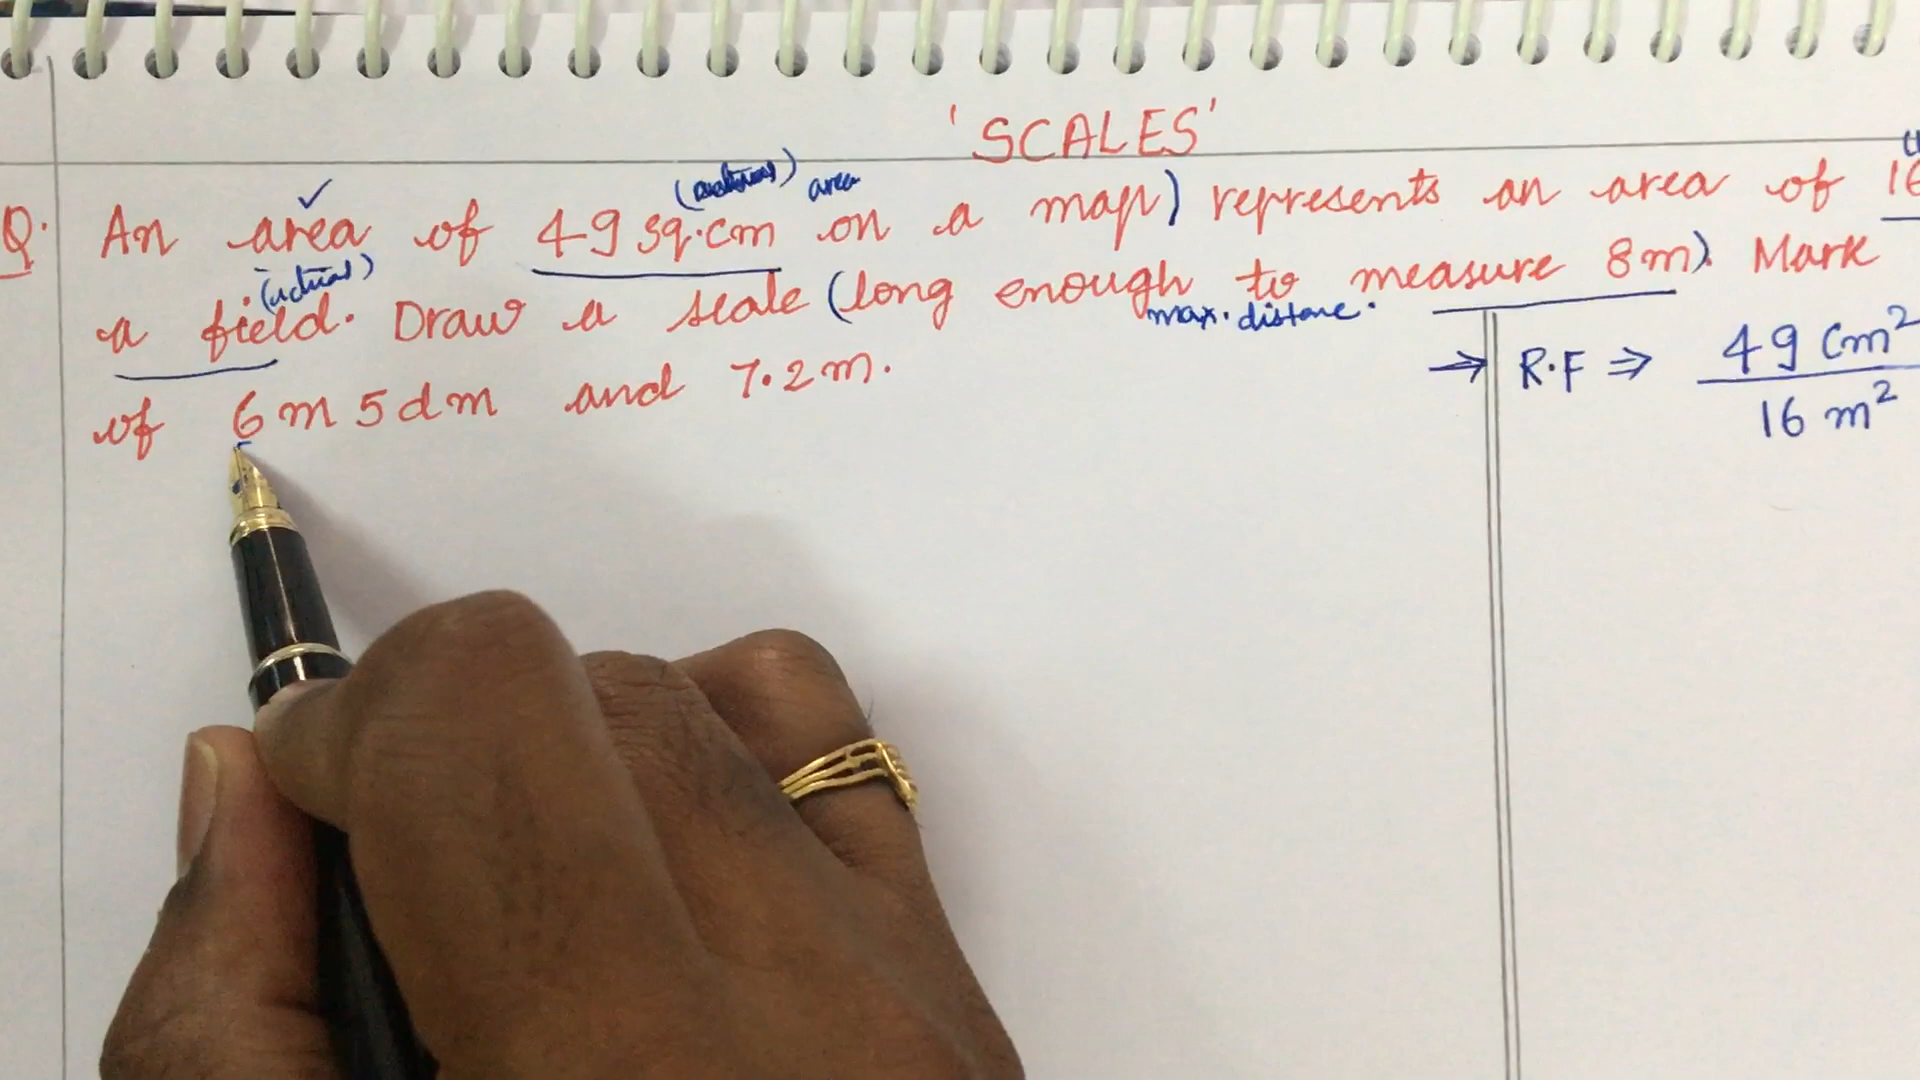 'SCALES'
area
Q. An area of 49 sq.cm on a map) represents an area of 16
(actual)
a field. Draw a scale (long enough to measure 8m). Mark
max. distance.
of 6m 5dm and 7.2m.
→ R.F ⇒ 49 cm²
16 m²